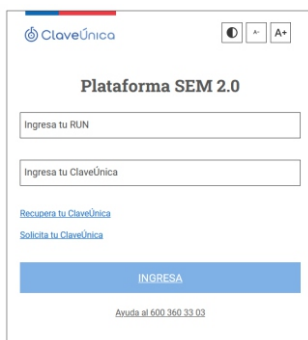 ClaveÚnica
A-
A+
Plataforma SEM 2.0
Ingresa tu RUN
Ingresa tu ClaveÚnica
Recupera tu ClaveÚnica
Solicita tu ClaveÚnica
INGRESA
Ayuda al 600 360 33 03